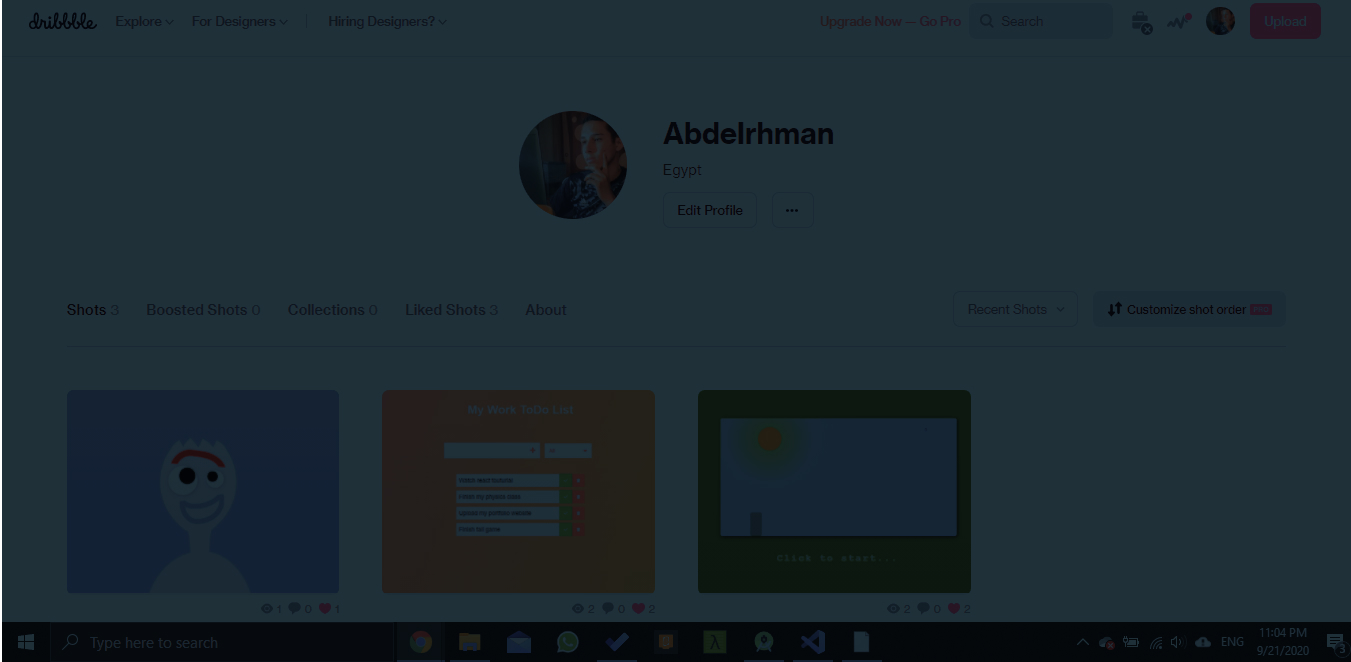 dribbble Explore For Designers Hiring Designers? Upgrade Now — Go Pro Search Upload
Abdelrhman
Egypt
Edit Profile
Shots 3 Boosted Shots 0 Collections 0 Liked Shots 3 About Recent Shots Customize shot order PRO
My Work ToDo List
Click to start..
1 0 1 2 0 2 2 0 2
Type here to search ENG 11:04 PM
9/21/2020 3